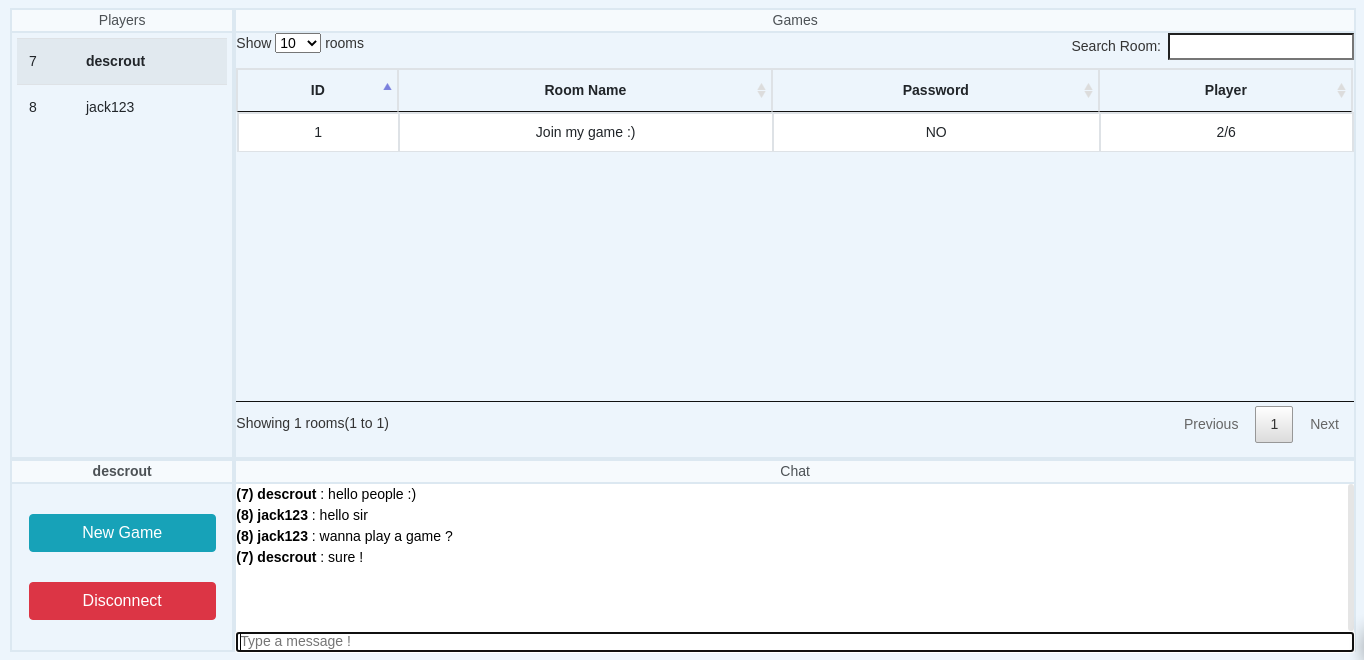 Players
7 descrout
8 jack123
Games
Show 10 rooms
Search Room:
ID Room Name Password Player
1 Join my game :) NO 2/6
Showing 1 rooms(1 to 1)
Previous 1 Next
descrout
New Game
Disconnect
Chat
(7) descrout : hello people :)
(8) jack123 : hello sir
(8) jack123 : wanna play a game ?
(7) descrout : sure !
Type a message !